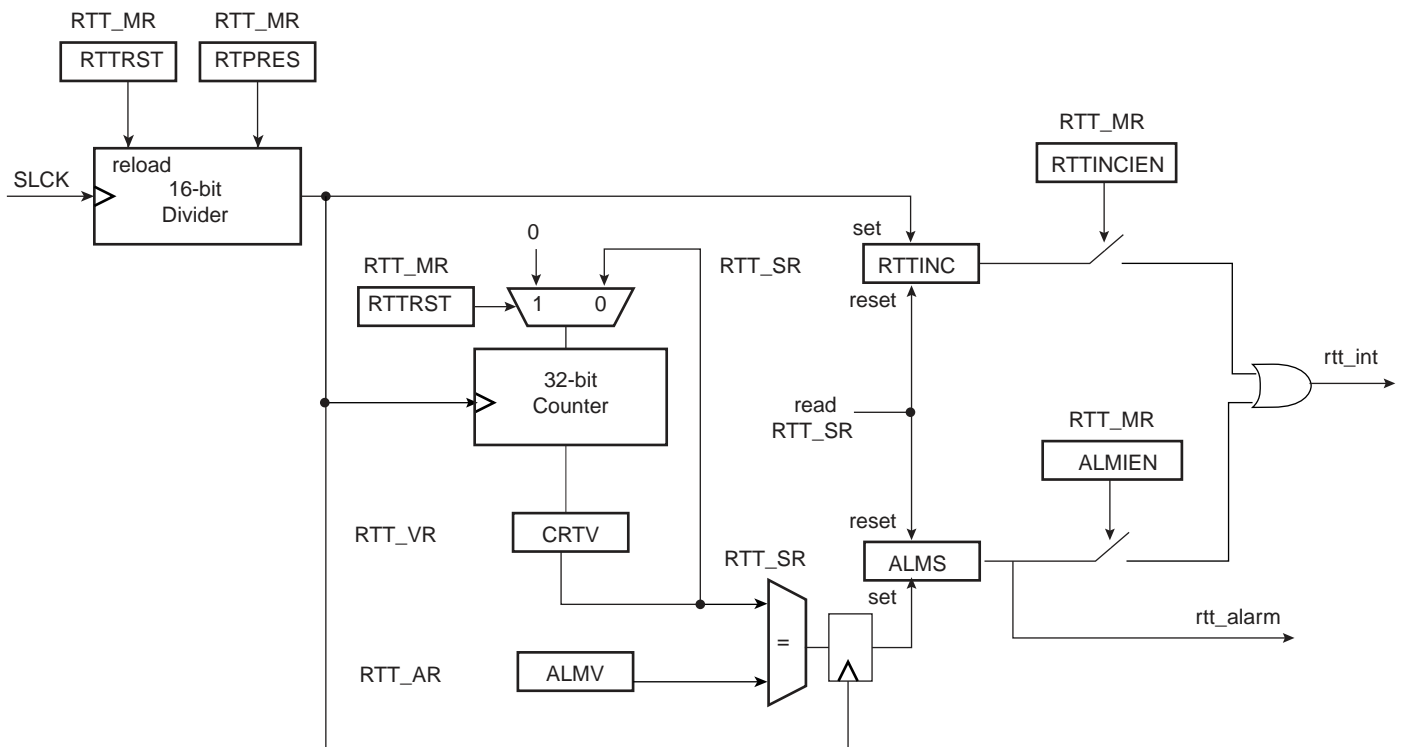 RTT_MR
RTT_MR
RTTRST
RTPRES
reload
16-bit
Divider
SLCK
RTT_MR
RTTINCIEN
0
set
RTT_MR
RTT_SR
RTTINC
RTTRST
1
0
reset
32-bit
Counter
rtt_int
read
RTT_SR
RTT_MR
ALMIEN
reset
RTT_VR
CRTV
RTT_SR
ALMS
set
rtt_alarm
=
RTT_AR
ALMV